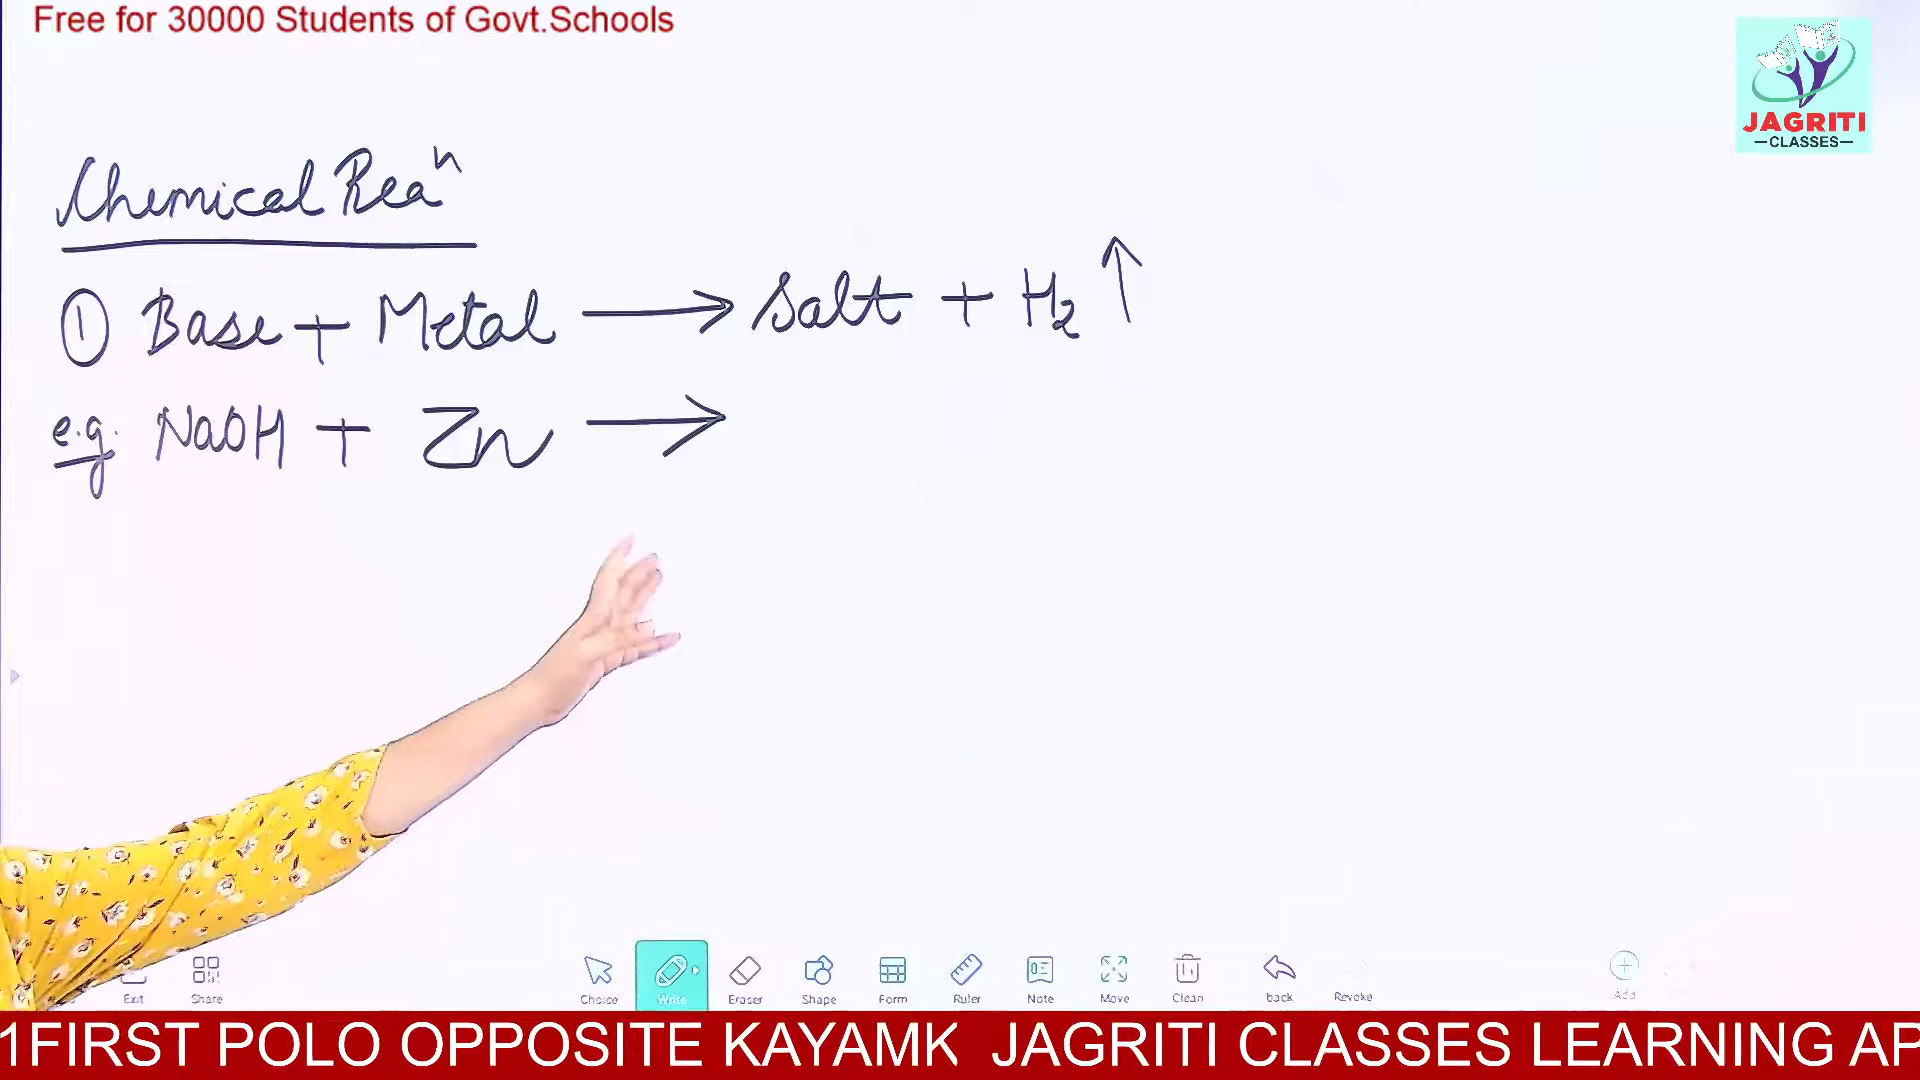 Free for 30000 Students of Govt.Schools
JAGRITI
CLASSES
Chemical Reaⁿ
① Base + Metal → Salt + H₂ ↑
e.g. NaOH + Zn →
Exit Share Choice Write Eraser Shape Form Ruler Note Move Clean back Revoke Add
1FIRST POLO OPPOSITE KAYAMK JAGRITI CLASSES LEARNING AP